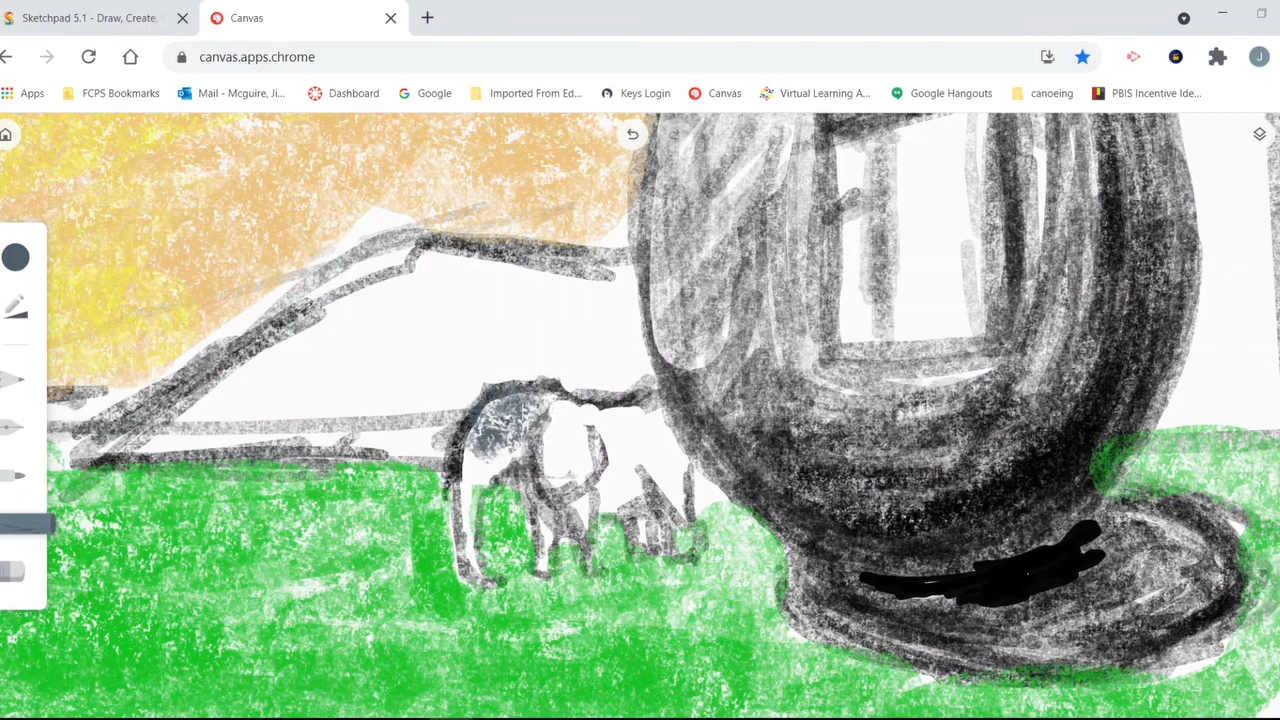 Sketchpad 5.1 - Draw, Create,
Canvas
canvas.apps.chrome
J
Apps
FCPS Bookmarks
Mail - Mcguire, Ji...
Dashboard
Google
Imported From Ed...
Keys Login
Canvas
Virtual Learning A...
Google Hangouts
canoeing
PBIS Incentive Ide...